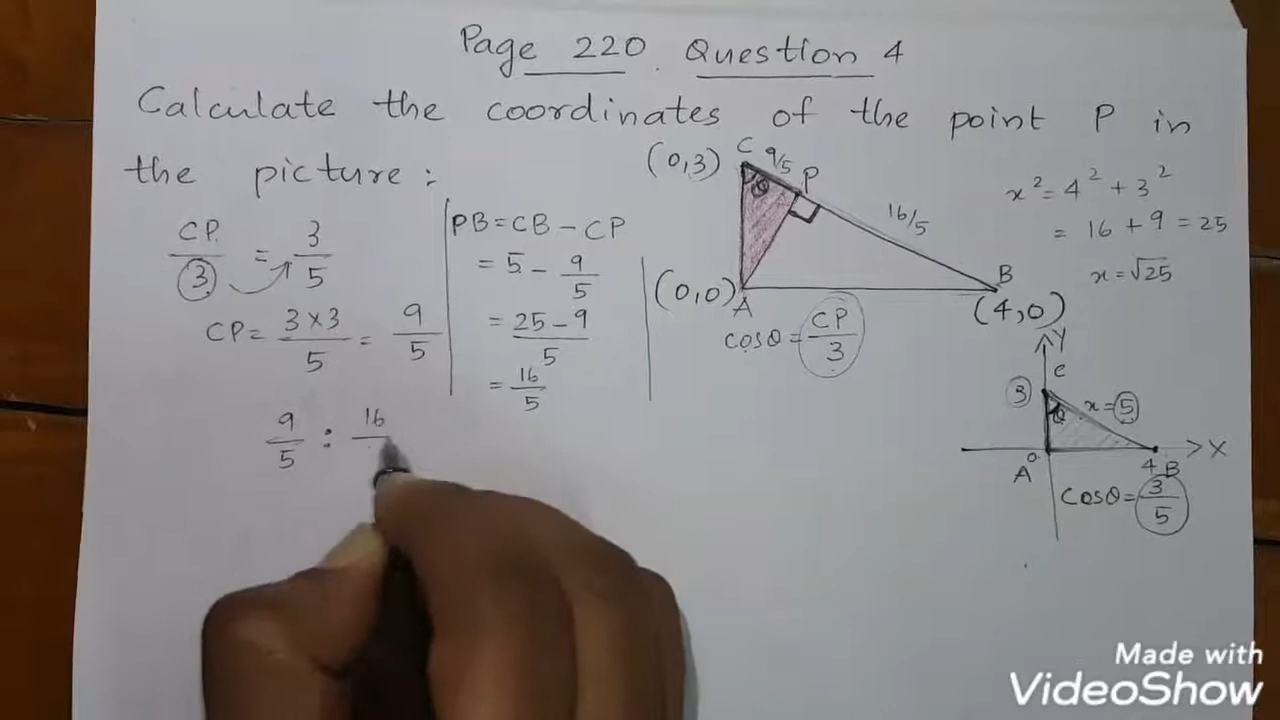 Page 220 Question 4
Calculate the coordinates of the point P in
the picture:
CP/3 = 3/5
CP = 3×3/5 = 9/5
PB = CB − CP
= 5 − 9/5
= 25 − 9/5
= 16/5
9/5 : 16
(0,3) C 9/5 P
θ
16/5
(0,0) A
B
(4,0)
cosθ = CP/3
x² = 4² + 3²
= 16 + 9 = 25
x = √25
Y
C
3 x = 5
θ
A 0 4 B X
cosθ = 3/5
Made with
VideoShow